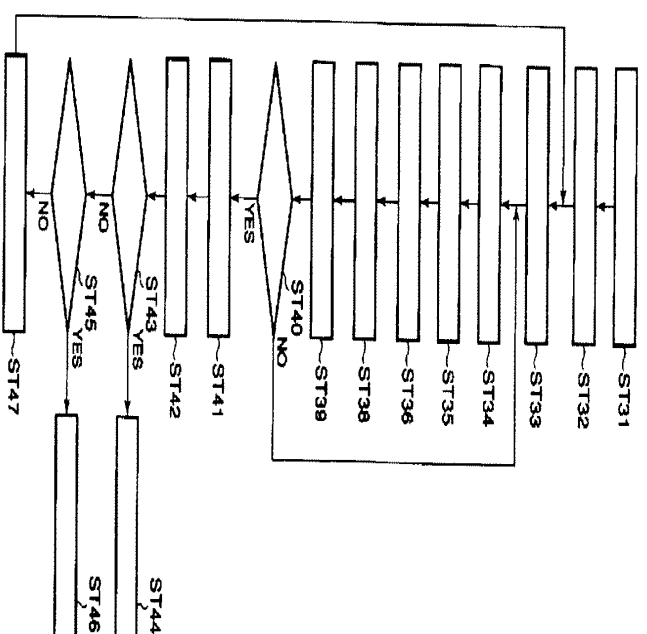 ST31
ST32
ST33
ST34
ST35
ST36
ST38
ST39
ST40
NO
YES
ST41
ST42
ST43
YES
NO
ST44
ST45
YES
NO
ST46
ST47